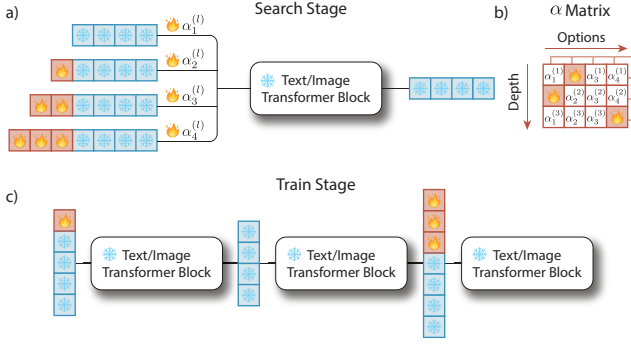 a)
Search Stage
α₁⁽ˡ⁾
α₂⁽ˡ⁾
α₃⁽ˡ⁾
α₄⁽ˡ⁾
Text/Image
Transformer Block
b)
α Matrix
Options
Depth
α₁⁽¹⁾ α₃⁽¹⁾ α₄⁽¹⁾
α₂⁽²⁾ α₃⁽²⁾ α₄⁽²⁾
α₁⁽³⁾ α₂⁽³⁾ α₃⁽³⁾
c)
Train Stage
Text/Image
Transformer Block
Text/Image
Transformer Block
Text/Image
Transformer Block